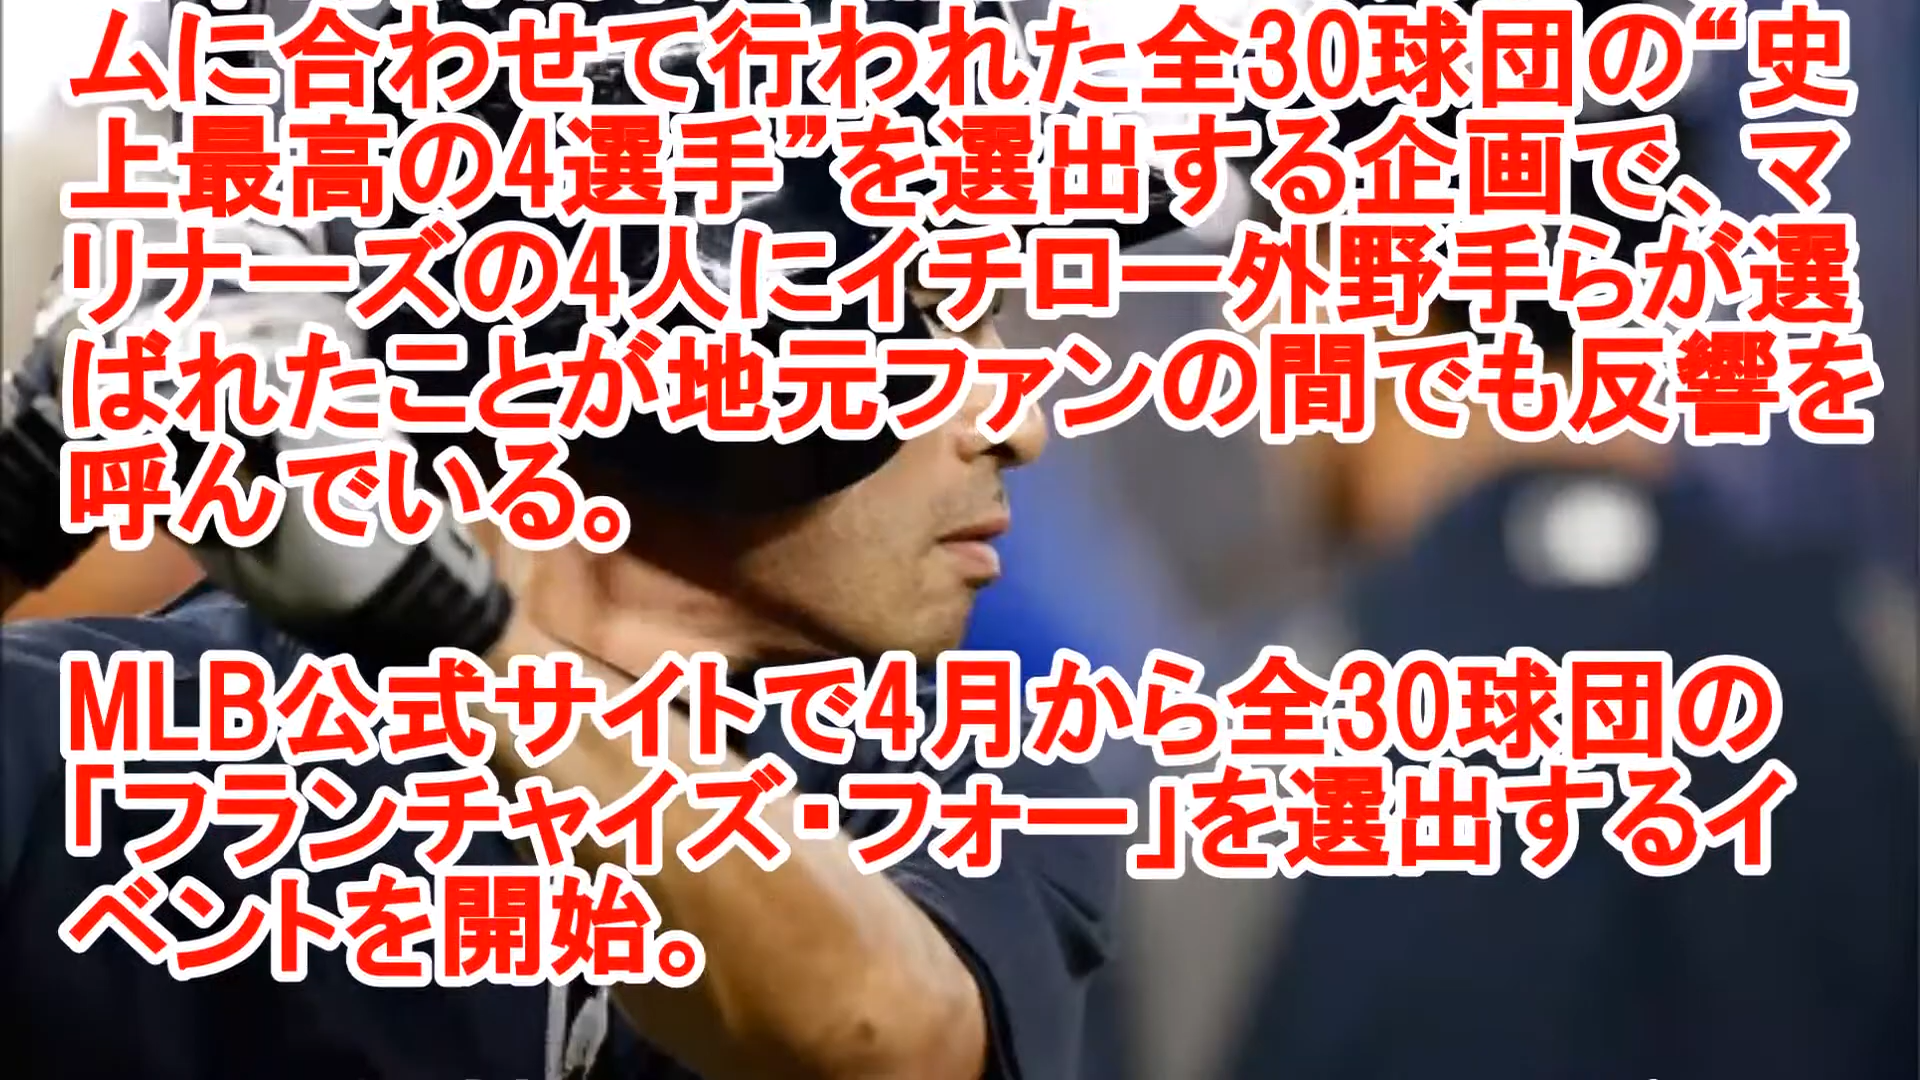 ムに合わせて行われた全30球団の“史
上最高の4選手”を選出する企画で、マ
リナーズの4人にイチロー外野手らが選
ばれたことが地元ファンの間でも反響を
呼んでいる。
MLB公式サイトで4月から全30球団の
「フランチャイズ・フォー」を選出するイ
ベントを開始。